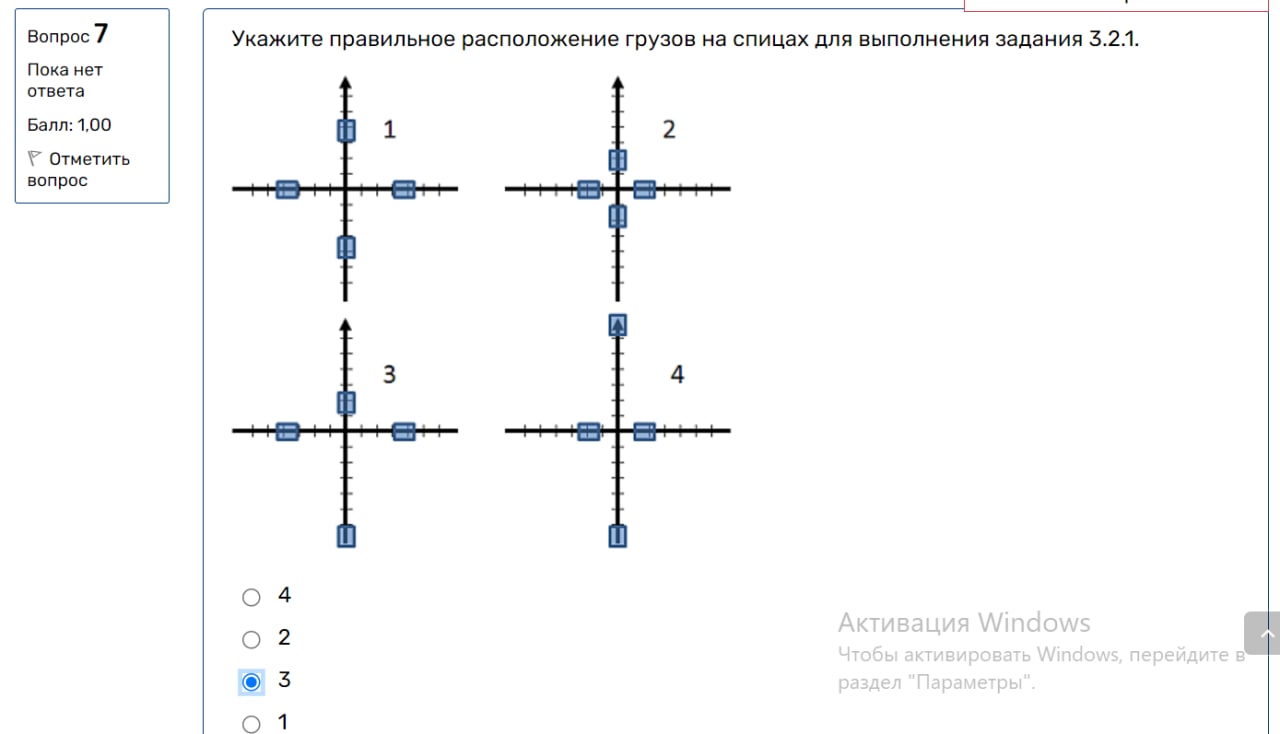 Вопрос 7
Пока нет
ответа
Балл: 1,00
Отметить
вопрос
Укажите правильное расположение грузов на спицах для выполнения задания 3.2.1.
1
2
3
4
4
2
3
1
Активация Windows
Чтобы активировать Windows, перейдите в
раздел "Параметры".